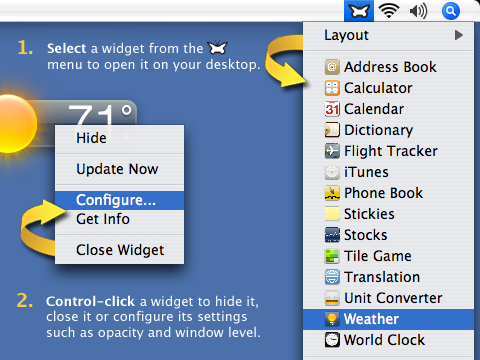 1. Select a widget from the
menu to open it on your desktop.
71°
Hide
Update Now
Configure...
Get Info
Close Widget
2. Control-click a widget to hide it,
close it or configure its settings
such as opacity and window level.
Layout
Address Book
Calculator
31 Calendar
Dictionary
Flight Tracker
iTunes
Phone Book
Stickies
Stocks
Tile Game
Translation
Unit Converter
Weather
World Clock